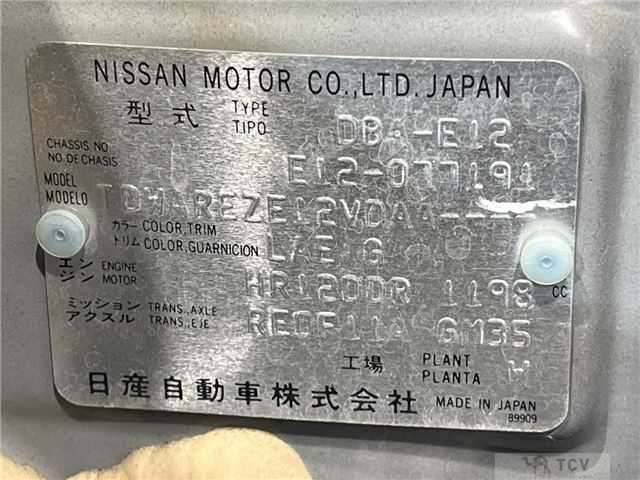 NISSAN MOTOR CO.,LTD. JAPAN
型式 TYPE TIPO DBA-E12
CHASSIS NO NO DE CHASIS E12-077191
MODEL MODELO
カラー COLOR,TRIM
トリム COLOR,GUARNICION G
エンジン ENGINE MOTOR HR12DDR 1198 CC
ミッション TRANS.,AXLE
アクスル TRANS.,EJE RE0F11A GM35
工場 PLANT PLANTA W
日産自動車株式会社 MADE IN JAPAN
89909
TCV